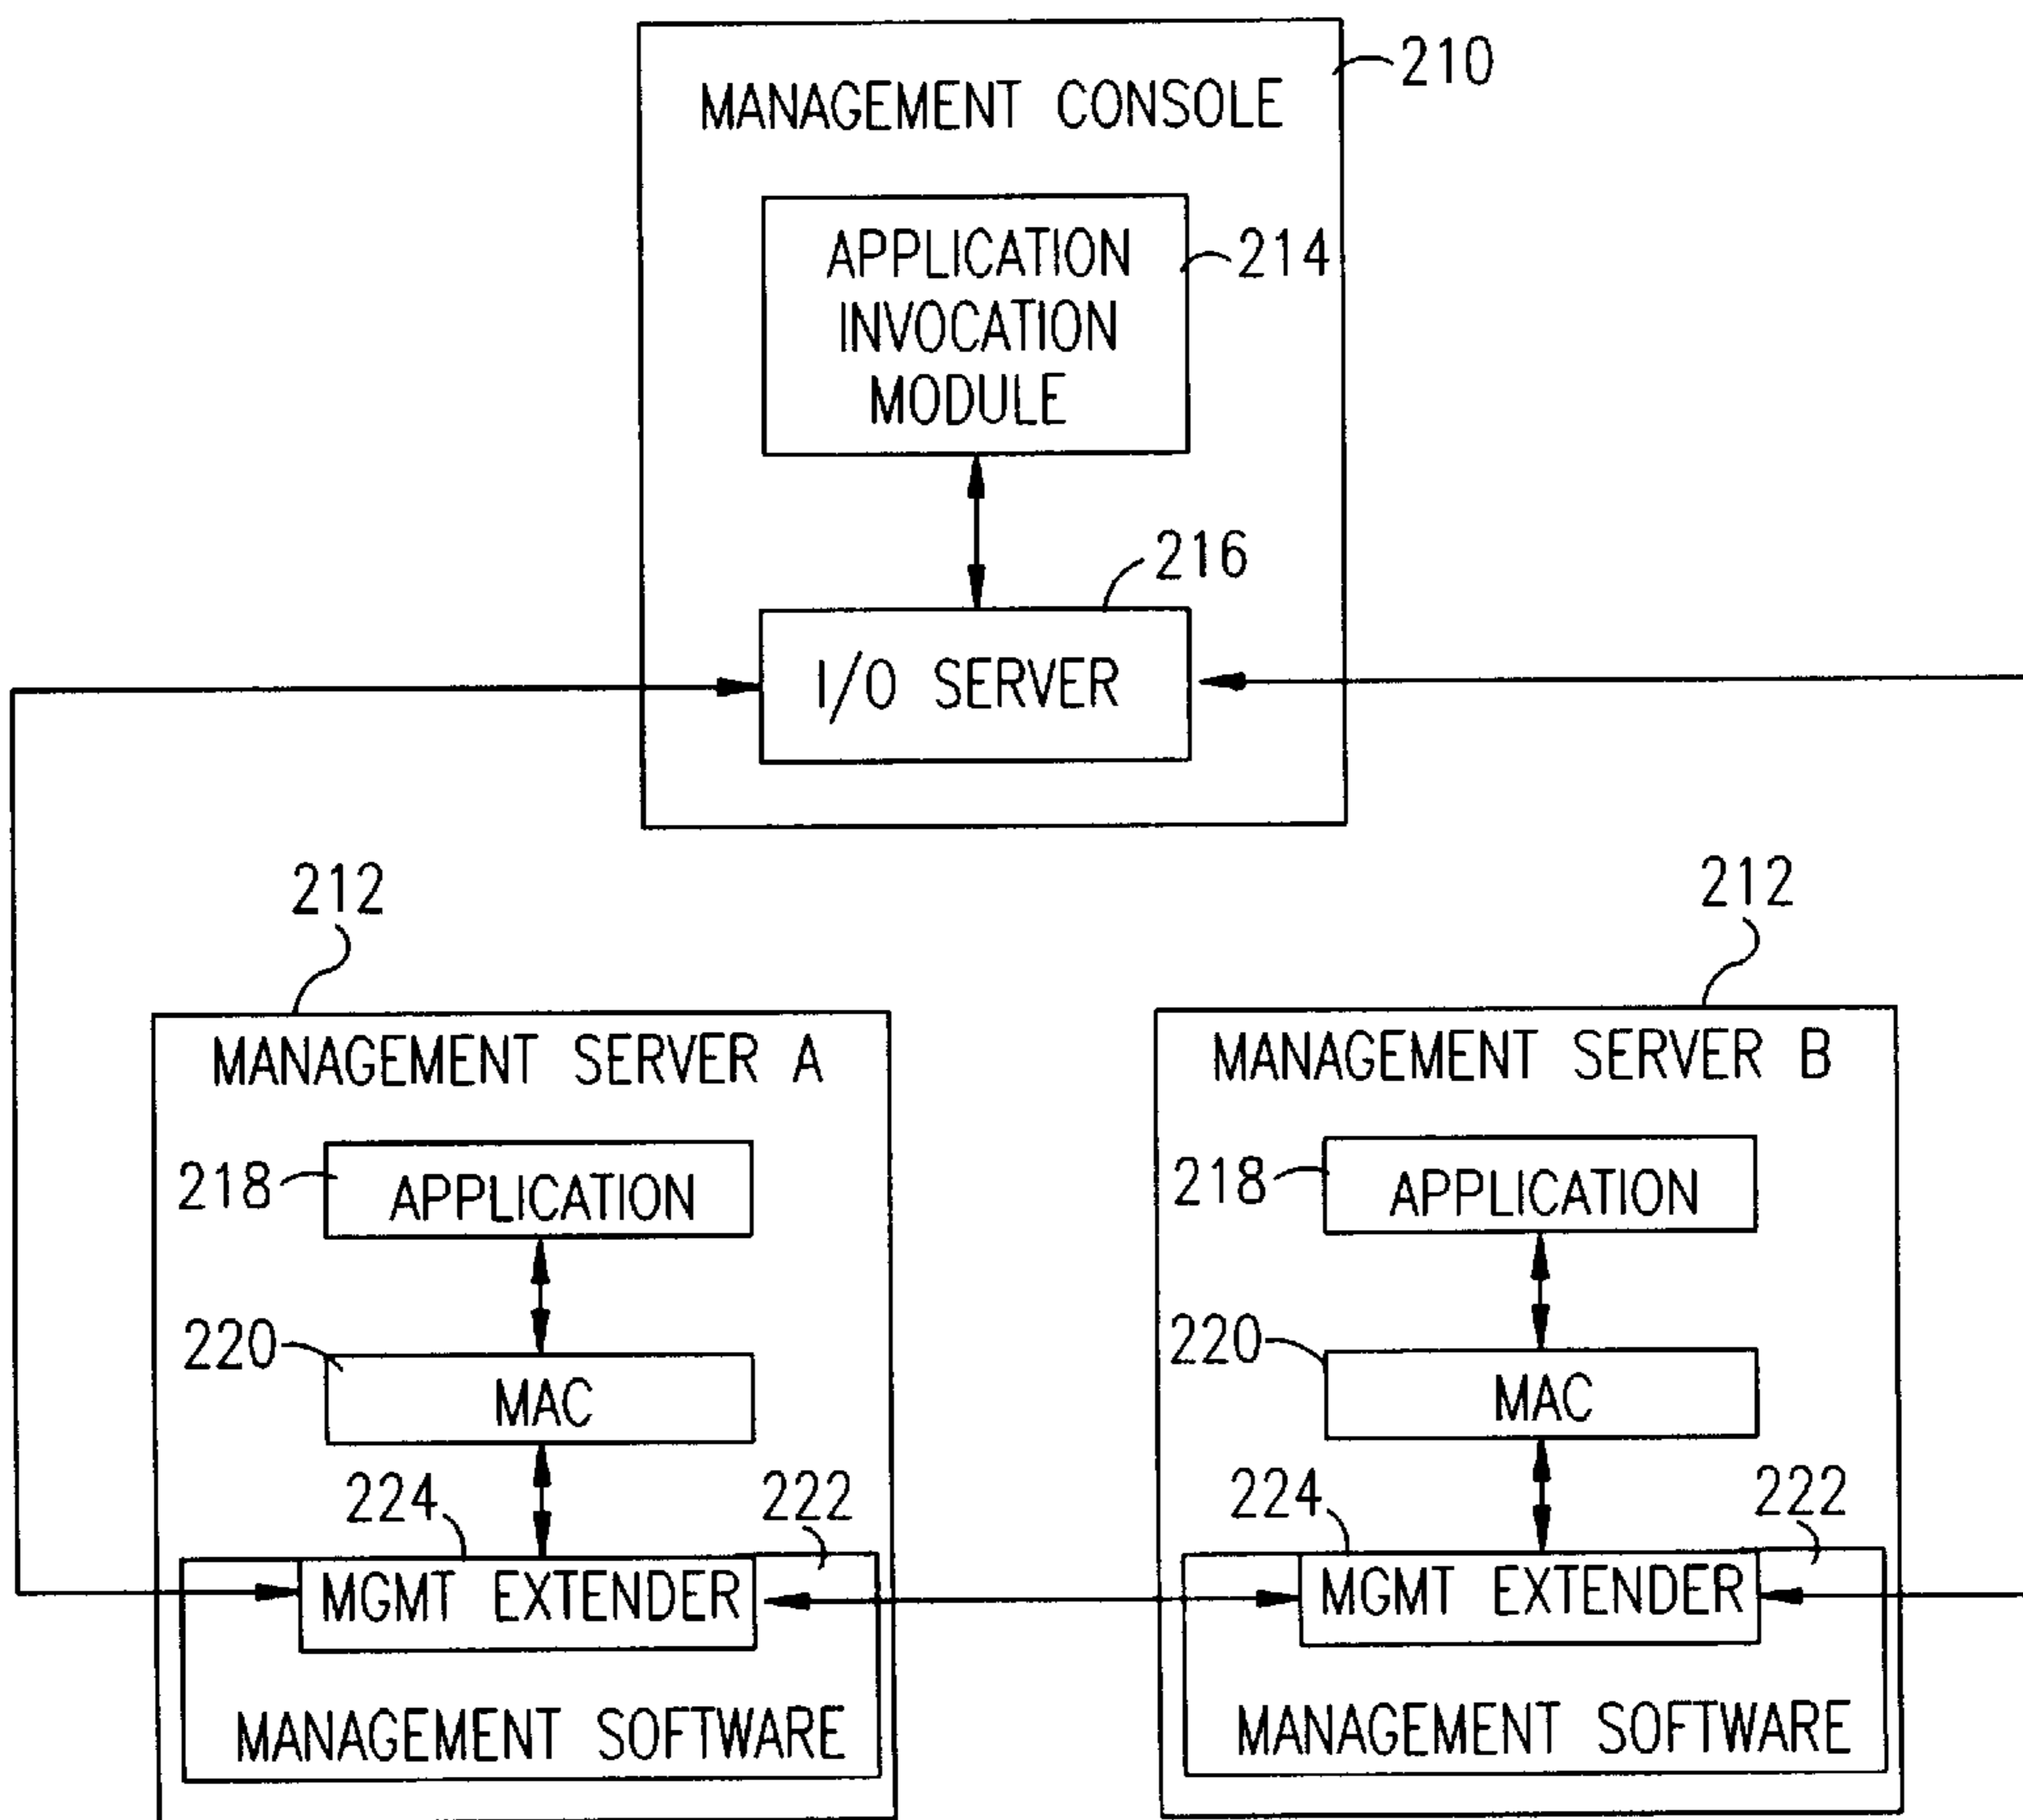 210
MANAGEMENT CONSOLE
APPLICATION
INVOCATION
MODULE
214
216
I/O SERVER
212
212
MANAGEMENT SERVER A
MANAGEMENT SERVER B
218
APPLICATION
218
APPLICATION
220
MAC
220
MAC
224
222
224
222
MGMT EXTENDER
MGMT EXTENDER
MANAGEMENT SOFTWARE
MANAGEMENT SOFTWARE